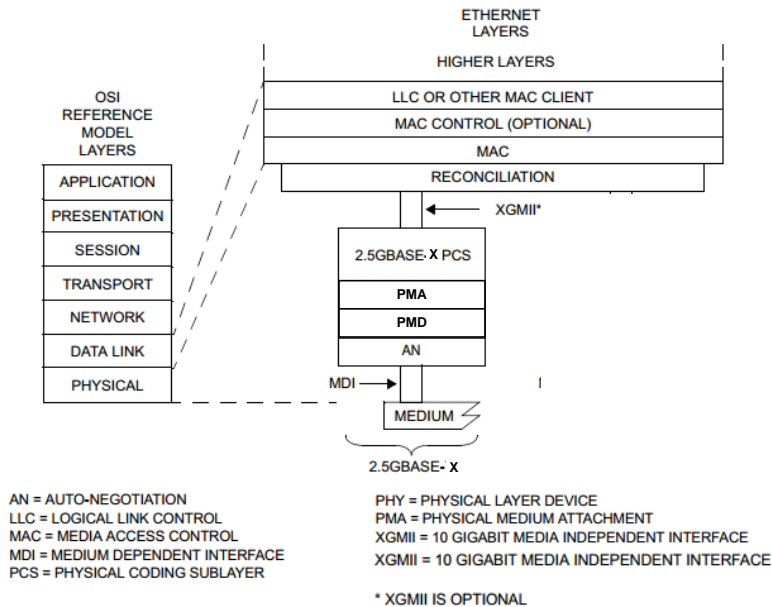 ETHERNET
LAYERS
HIGHER LAYERS
LLC OR OTHER MAC CLIENT
MAC CONTROL (OPTIONAL)
MAC
RECONCILIATION
XGMII*
OSI
REFERENCE
MODEL
LAYERS
APPLICATION
PRESENTATION
SESSION
TRANSPORT
NETWORK
DATA LINK
PHYSICAL
2.5GBASE-X PCS
PMA
PMD
AN
MDI
MEDIUM
2.5GBASE-X
AN = AUTO-NEGOTIATION
LLC = LOGICAL LINK CONTROL
MAC = MEDIA ACCESS CONTROL
MDI = MEDIUM DEPENDENT INTERFACE
PCS = PHYSICAL CODING SUBLAYER
PHY = PHYSICAL LAYER DEVICE
PMA = PHYSICAL MEDIUM ATTACHMENT
XGMII = 10 GIGABIT MEDIA INDEPENDENT INTERFACE
XGMII = 10 GIGABIT MEDIA INDEPENDENT INTERFACE
* XGMII IS OPTIONAL